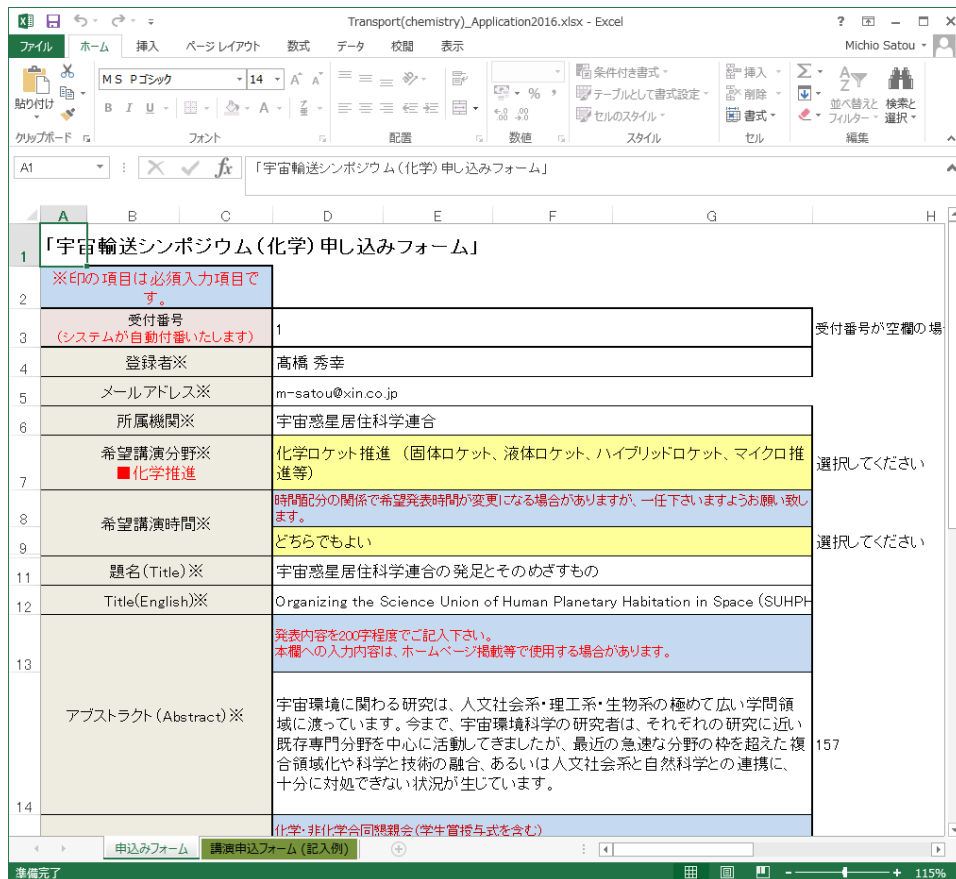 Transport(chemistry)_Application2016.xlsx - Excel
ファイル ホーム 挿入 ページ レイアウト 数式 データ 校閲 表示 Michio Satou
貼り付け
MS Pゴシック 14
B I U
% ,
条件付き書式
テーブルとして書式設定
セルのスタイル
挿入
削除
書式
並べ替えと
フィルター
検索と
選択
クリップボード フォント 配置 数値 スタイル セル 編集
A1 fx 「宇宙輸送シンポジウム(化学)申し込みフォーム」
A B C D E F G H
1 「宇宙輸送シンポジウム(化学)申し込みフォーム」
2 ※印の項目は必須入力項目で
す。
3 受付番号
(システムが自動付番いたします)
1
受付番号が空欄の場
4 登録者※ 髙橋 秀幸
5 メールアドレス※ m-satou@xin.co.jp
6 所属機関※ 宇宙惑星居住科学連合
7 希望講演分野※
■化学推進
化学ロケット推進 (固体ロケット、液体ロケット、ハイブリッドロケット、マイクロ推
進等)
選択してください
8 希望講演時間※
時間配分の関係で希望発表時間が変更になる場合がありますが、一任下さいますようお願い致し
ます。
9 どちらでもよい 選択してください
11 題名(Title)※ 宇宙惑星居住科学連合の発足とそのめざすもの
12 Title(English)※ Organizing the Science Union of Human Planetary Habitation in Space (SUHPH
13 発表内容を200字程度でご記入下さい。
本欄への入力内容は、ホームページ掲載等で使用する場合があります。
アブストラクト(Abstract)※
宇宙環境に関わる研究は、人文社会系・理工系・生物系の極めて広い学問領
域に渡っています。今まで、宇宙環境科学の研究者は、それぞれの研究に近い
既存専門分野を中心に活動してきましたが、最近の急速な分野の枠を超えた複
合領域化や科学と技術の融合、あるいは人文社会系と自然科学との連携に、
十分に対処できない状況が生じています。
157
14
化学・非化学合同懇親会(学生賞授与式を含む)
申込みフォーム 講演申込フォーム (記入例)
準備完了 115%